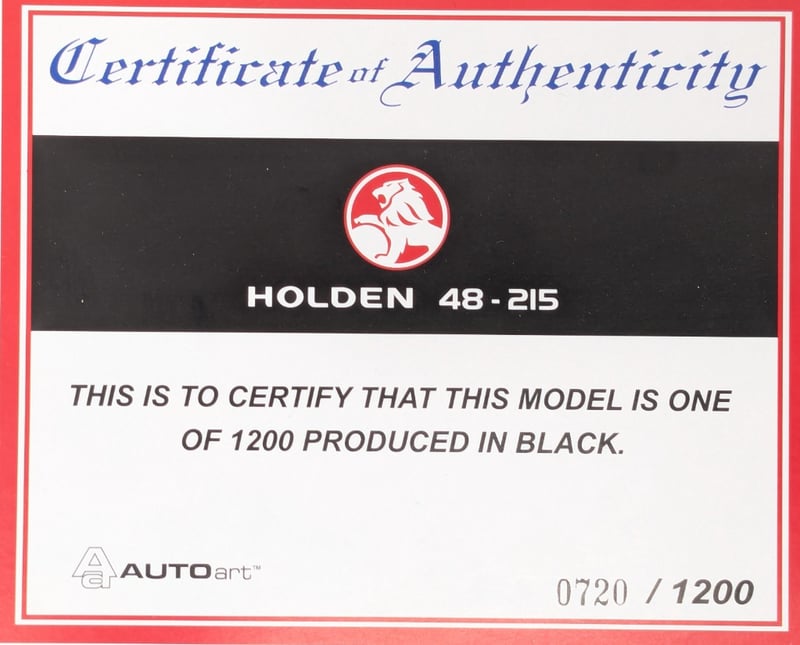 Certificate of Authenticity
HOLDEN 48-215
THIS IS TO CERTIFY THAT THIS MODEL IS ONE
OF 1200 PRODUCED IN BLACK.
Aa AUTOart™
0720 / 1200